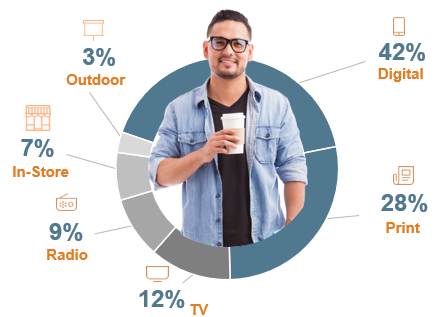 3%
Outdoor
42%
Digital
7%
In-Store
28%
Print
9%
Radio
12% TV